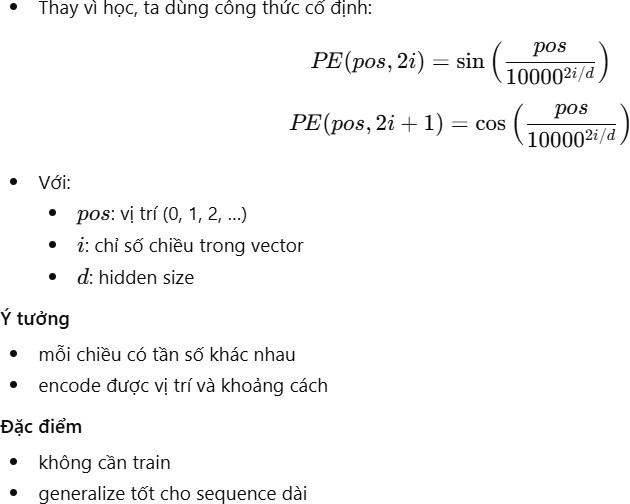 Thay vì học, ta dùng công thức cố định:
PE(pos, 2i) = sin(pos / 10000^{2i/d})
PE(pos, 2i + 1) = cos(pos / 10000^{2i/d})
Với:
pos: vị trí (0, 1, 2, ...)
i: chỉ số chiều trong vector
d: hidden size
Ý tưởng
mỗi chiều có tần số khác nhau
encode được vị trí và khoảng cách
Đặc điểm
không cần train
generalize tốt cho sequence dài